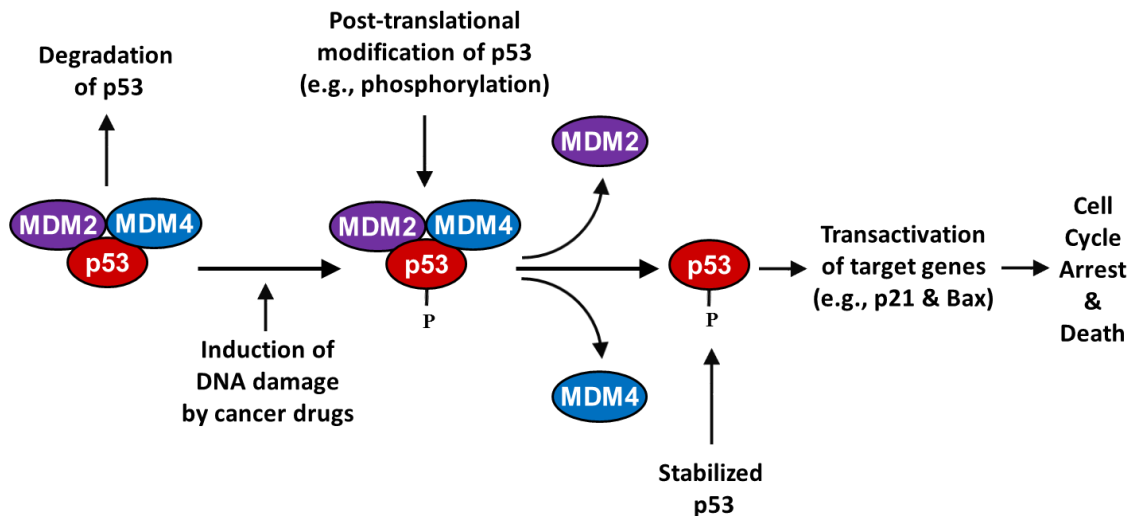 Degradation
of p53
MDM2
MDM4
p53
Induction of
DNA damage
by cancer drugs
Post-translational
modification of p53
(e.g., phosphorylation)
MDM2
MDM4
p53
P
MDM2
MDM4
p53
P
Stabilized
p53
Transactivation
of target genes
(e.g., p21 & Bax)
Cell
Cycle
Arrest
&
Death